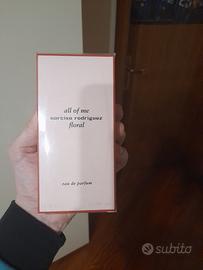 all of me
narciso rodriguez
floral
eau de parfum
subito